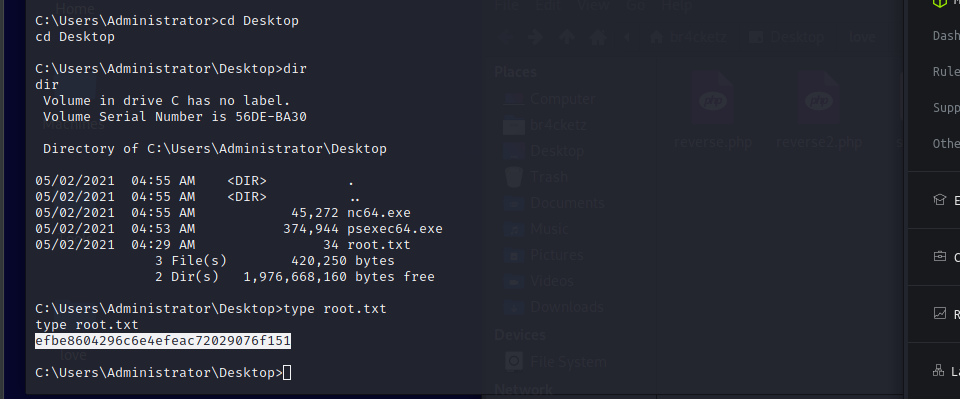 File Edit View Go Help
C:\Users\Administrator>cd Desktop
cd Desktop
C:\Users\Administrator\Desktop>dir
dir
 Volume in drive C has no label.
 Volume Serial Number is 56DE-BA30
 Directory of C:\Users\Administrator\Desktop
05/02/2021  04:55 AM    <DIR>          .
05/02/2021  04:55 AM    <DIR>          ..
05/02/2021  04:55 AM            45,272 nc64.exe
05/02/2021  04:53 AM           374,944 psexec64.exe
05/02/2021  04:29 AM                34 root.txt
               3 File(s)        420,250 bytes
               2 Dir(s)   1,976,668,160 bytes free
C:\Users\Administrator\Desktop>type root.txt
type root.txt
efbe8604296c6e4efeac72029076f151
C:\Users\Administrator\Desktop>
love
br4cketz
Desktop
love
Places
Computer
br4cketz
Desktop
Trash
Documents
Music
Pictures
Videos
Downloads
Devices
File System
Network
php
reverse.php
php
reverse2.php
Dash
Rule
Supp
Othe
E
R
La